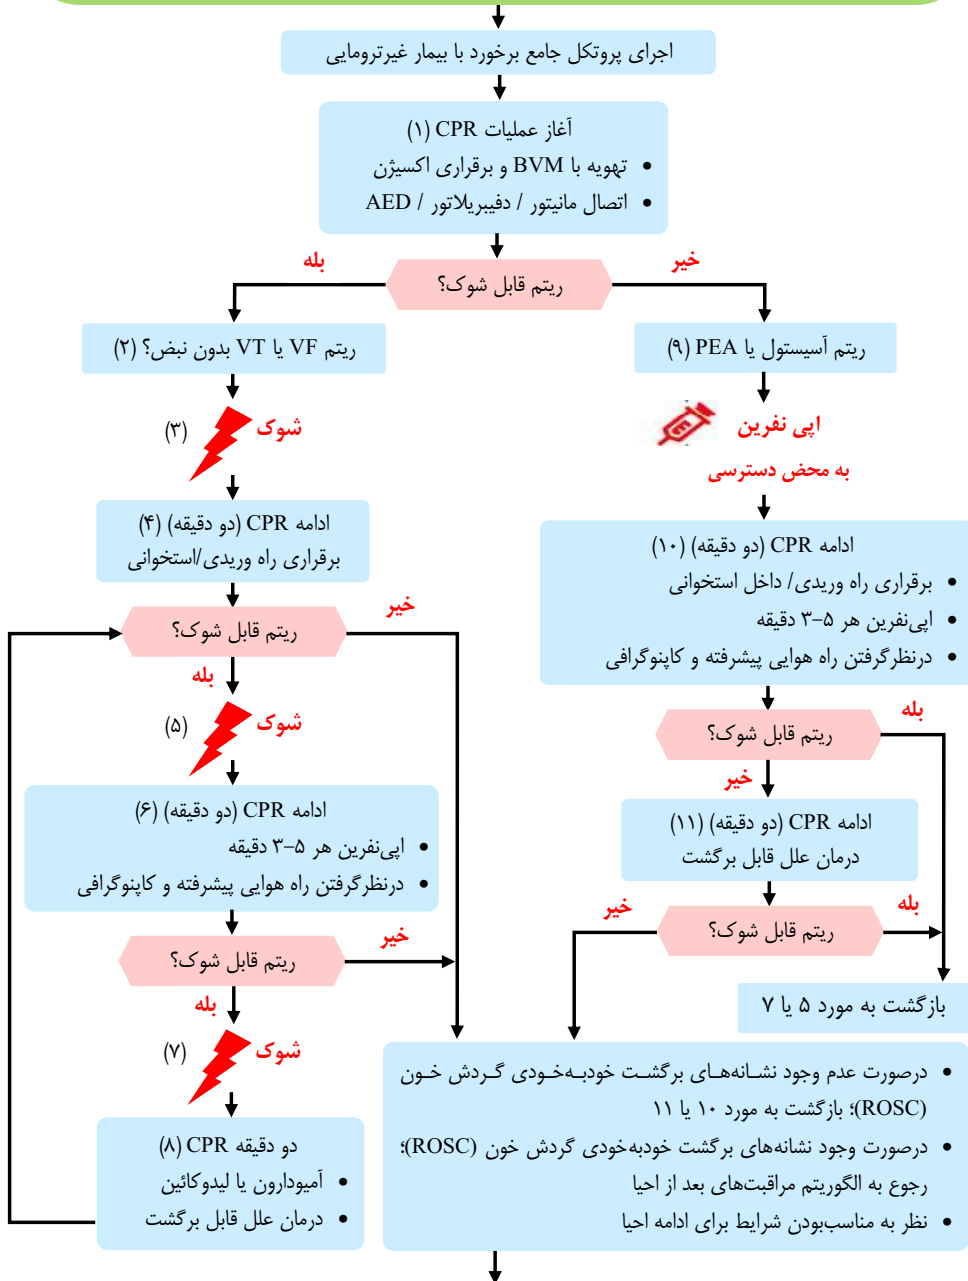 اجرای پروتکل جامع برخورد با بیمار غیرترومایی
آغاز عملیات CPR (۱)
• تهویه با BVM و برقراری اکسیژن
• اتصال مانیتور / دفیبریلاتور / AED
ریتم قابل شوک؟
بله
خیر
ریتم VF یا VT بدون نبض؟ (۲)
شوک (۳)
ادامه CPR (دو دقیقه) (۴)
برقراری راه وریدی/استخوانی
ریتم قابل شوک؟
خیر
بله
شوک (۵)
ادامه CPR (دو دقیقه) (۶)
• اپی‌نفرین هر ۵–۳ دقیقه
• درنظرگرفتن راه هوایی پیشرفته و کاپنوگرافی
ریتم قابل شوک؟
خیر
بله
شوک (۷)
دو دقیقه CPR (۸)
• آمیودارون یا لیدوکائین
• درمان علل قابل برگشت
ریتم آسیستول یا PEA (۹)
اپی نفرین
به محض دسترسی
ادامه CPR (دو دقیقه) (۱۰)
• برقراری راه وریدی/ داخل استخوانی
• اپی‌نفرین هر ۵–۳ دقیقه
• درنظرگرفتن راه هوایی پیشرفته و کاپنوگرافی
ریتم قابل شوک؟
بله
خیر
ادامه CPR (دو دقیقه) (۱۱)
درمان علل قابل برگشت
ریتم قابل شوک؟
بله
خیر
بازگشت به مورد ۵ یا ۷
• درصورت عدم وجود نشـانه‌هـای برگشـت خودبـه‌خـودی گـردش خـون
(ROSC)؛ بازگشت به مورد ۱۰ یا ۱۱
• درصورت وجود نشانه‌های برگشت خودبه‌خودی گردش خون (ROSC)؛
رجوع به الگوریتم مراقبت‌های بعد از احیا
• نظر به مناسب‌بودن شرایط برای ادامه احیا